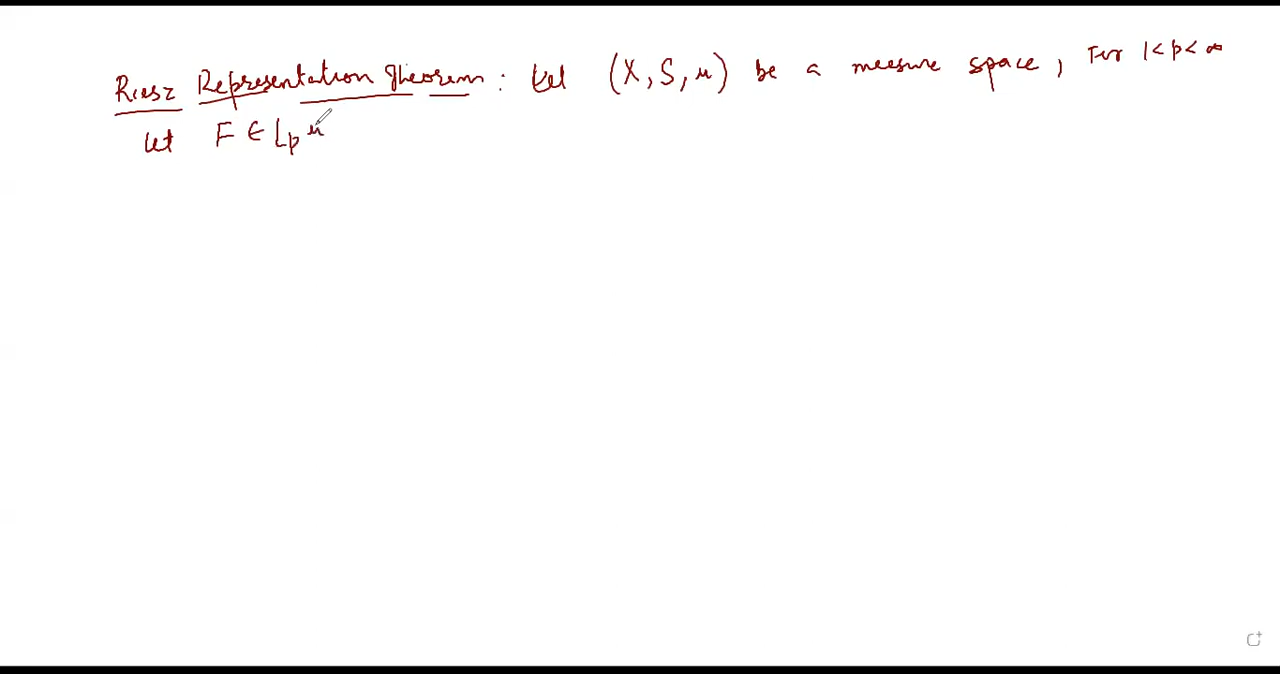 Riesz Representation Theorem : Let (X, S, μ) be a measure space, For 1 < p < ∞
Let F ∈ Lp μ